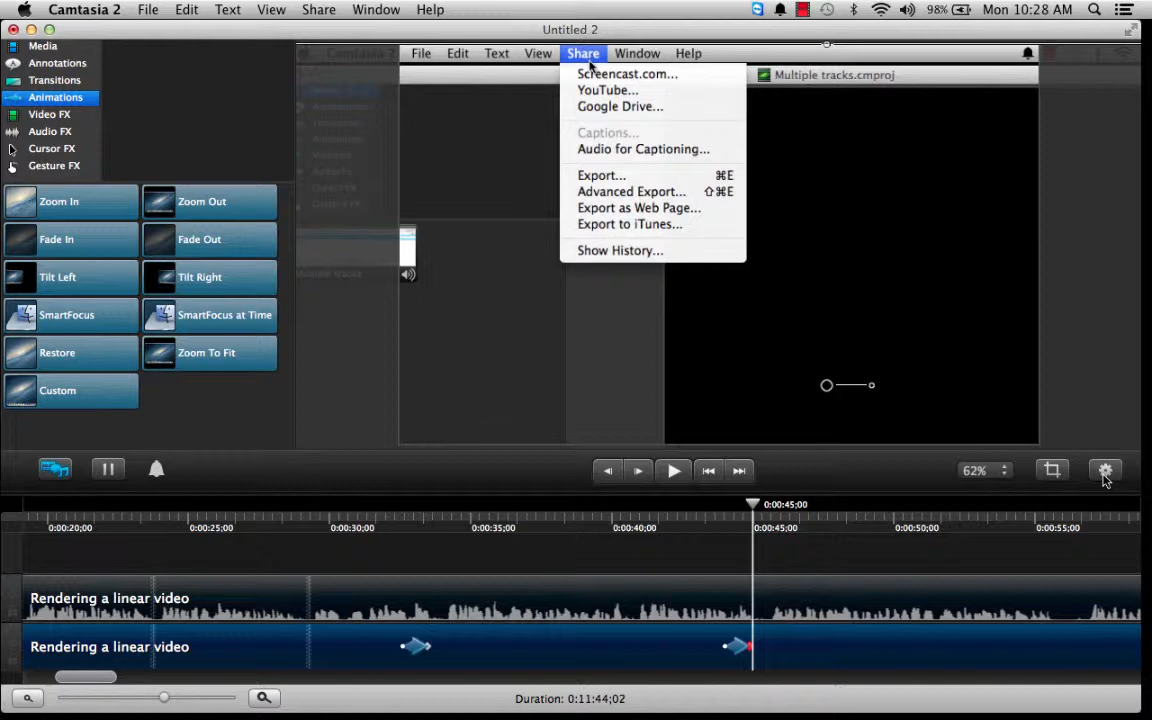 Camtasia 2 File Edit Text View Share Window Help 98% Mon 10:28 AM
Untitled 2
Media
Annotations
Transitions
Animations
Video FX
Audio FX
Cursor FX
Gesture FX
Camtasia 2 File Edit Text View Share Window Help
Multiple tracks.cmproj
Screencast.com...
YouTube...
Google Drive...
Captions...
Audio for Captioning...
Export... ⌘E
Advanced Export... ⇧⌘E
Export as Web Page...
Export to iTunes...
Show History...
Multiple tracks
Zoom In Zoom Out
Fade In Fade Out
Tilt Left Tilt Right
SmartFocus SmartFocus at Time
Restore Zoom To Fit
Custom
62%
0:00:45;00
0:00:20;00 0:00:25;00 0:00:30;00 0:00:35;00 0:00:40;00 0:00:45;00 0:00:50;00 0:00:55;00
Rendering a linear video
Rendering a linear video
Duration: 0:11:44;02